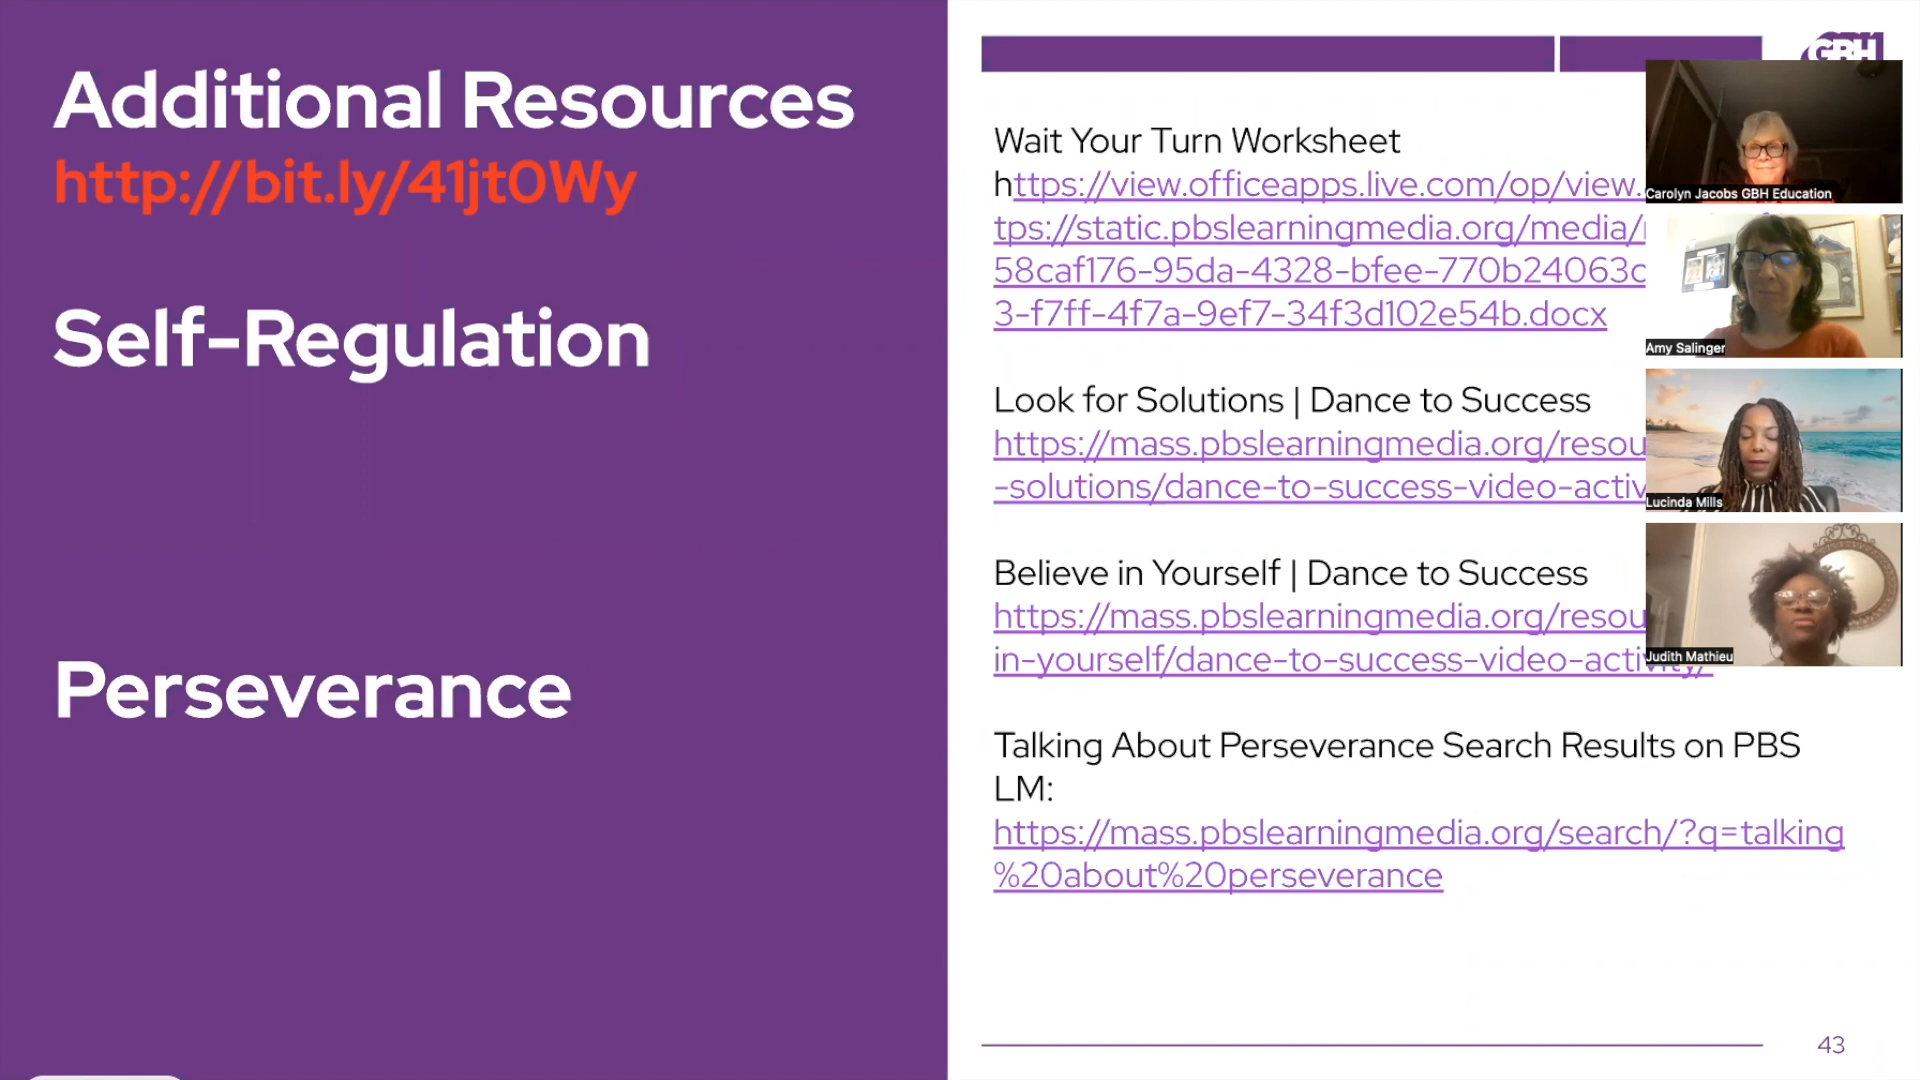 Additional Resources
http://bit.ly/41jt0Wy
Self-Regulation
Perseverance
GBH
Wait Your Turn Worksheet
https://view.officeapps.live.com/op/view.
tps://static.pbslearningmedia.org/media/
58caf176-95da-4328-bfee-770b24063c
3-f7ff-4f7a-9ef7-34f3d102e54b.docx
Look for Solutions | Dance to Success
https://mass.pbslearningmedia.org/resou
-solutions/dance-to-success-video-activ
Believe in Yourself | Dance to Success
https://mass.pbslearningmedia.org/resou
in-yourself/dance-to-success-video-activity/
Talking About Perseverance Search Results on PBS
LM:
https://mass.pbslearningmedia.org/search/?q=talking
%20about%20perseverance
43
Carolyn Jacobs GBH Education
Amy Salinger
Lucinda Mills
Judith Mathieu